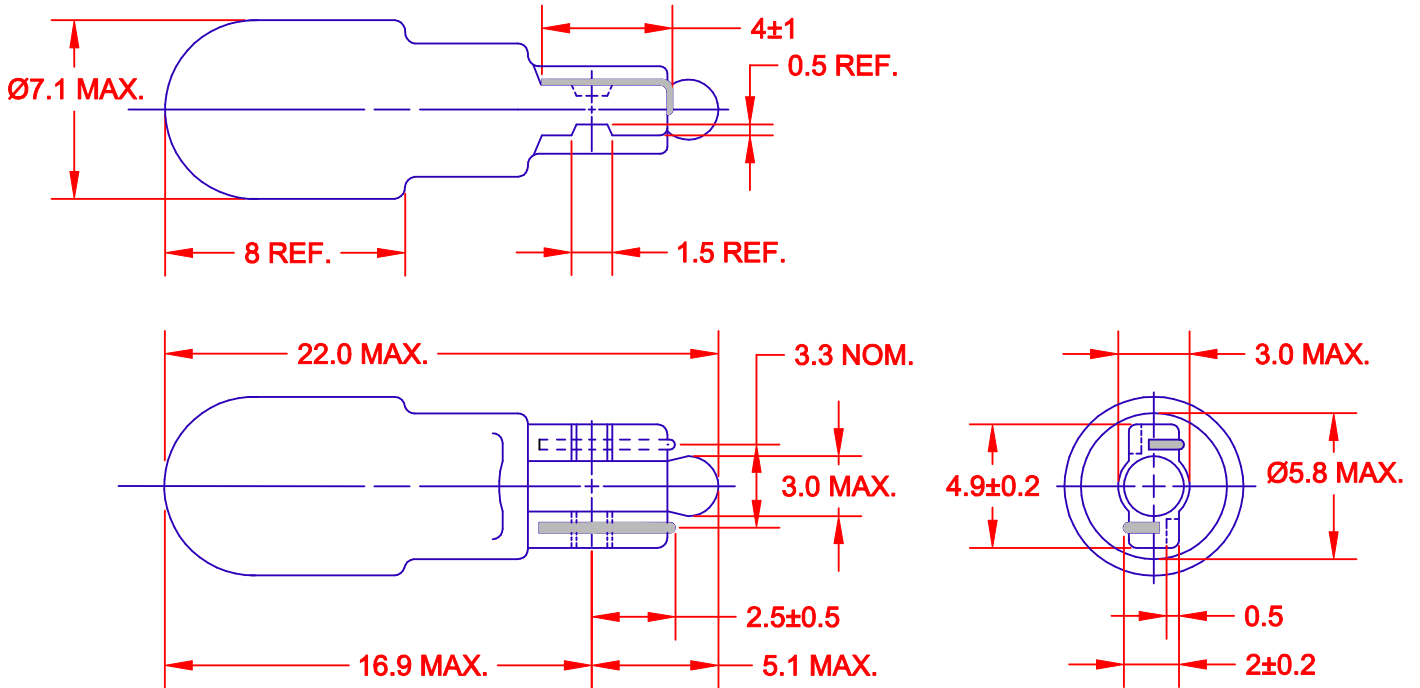 4±1
0.5 REF.
Ø7.1 MAX.
8 REF.
1.5 REF.
22.0 MAX.
3.3 NOM.
3.0 MAX.
3.0 MAX.
4.9±0.2
Ø5.8 MAX.
2.5±0.5
0.5
16.9 MAX.
5.1 MAX.
2±0.2